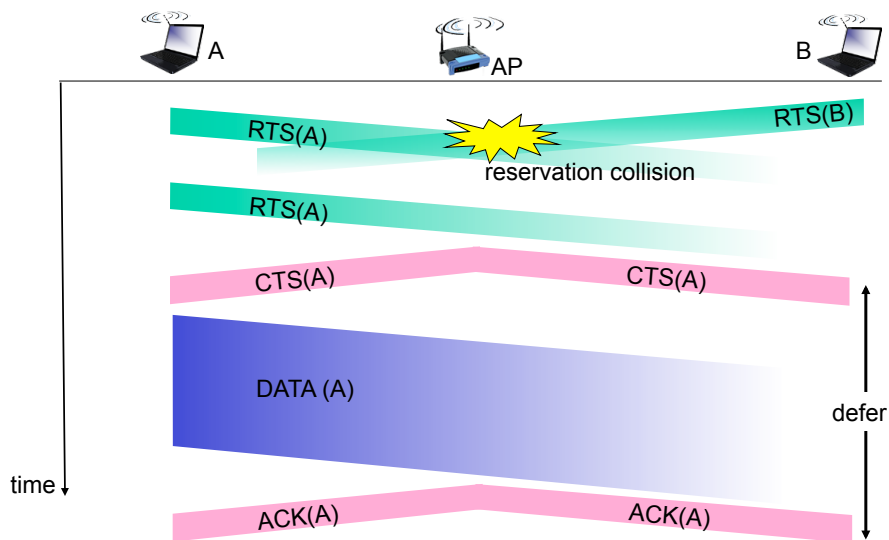 A
AP
B
RTS(A)
RTS(B)
reservation collision
RTS(A)
CTS(A)
CTS(A)
DATA (A)
defer
time
ACK(A)
ACK(A)